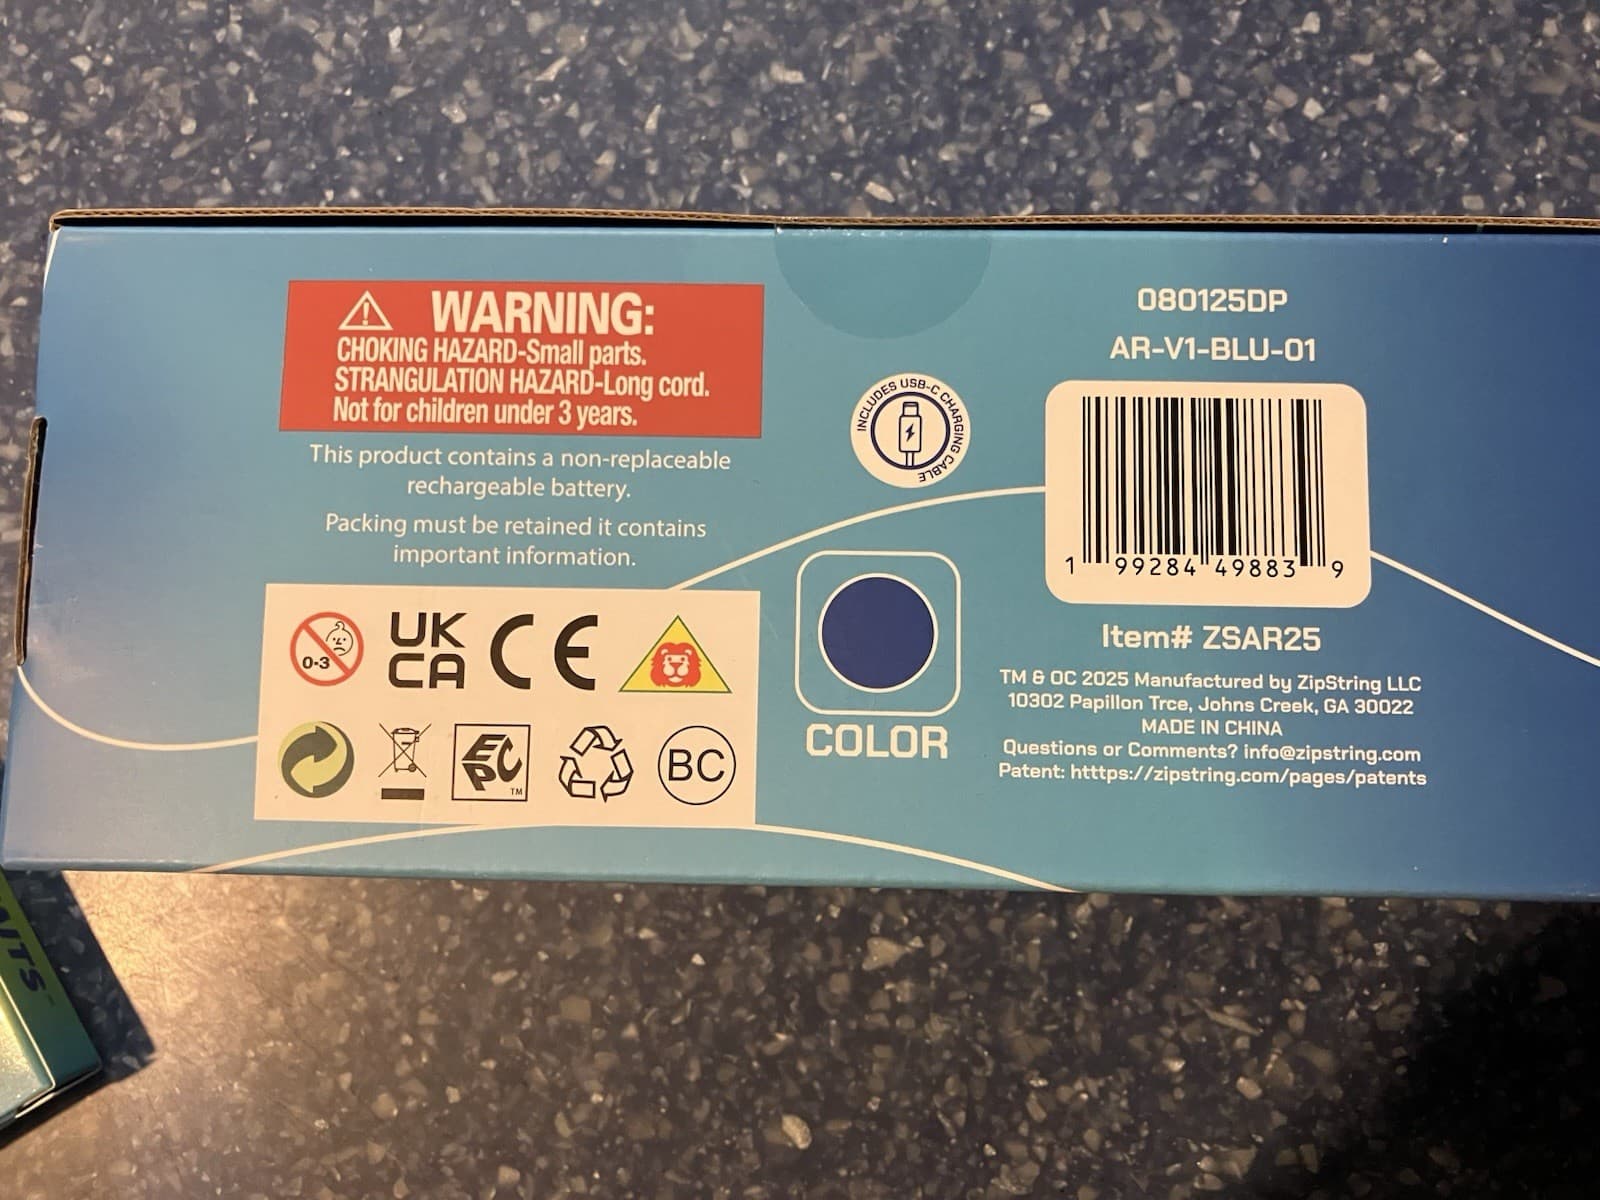 WARNING:
CHOKING HAZARD-Small parts.
STRANGULATION HAZARD-Long cord.
Not for children under 3 years.
This product contains a non-replaceable
rechargeable battery.
Packing must be retained it contains
important information.
0-3
UK
CA
CE
EPC
TM
BC
INCLUDES USB-C CHARGING CABLE
COLOR
080125DP
AR-V1-BLU-01
1 99284 49883 9
Item# ZSAR25
TM & OC 2025 Manufactured by ZipString LLC
10302 Papillon Trce, Johns Creek, GA 30022
MADE IN CHINA
Questions or Comments? info@zipstring.com
Patent: htttps://zipstring.com/pages/patents